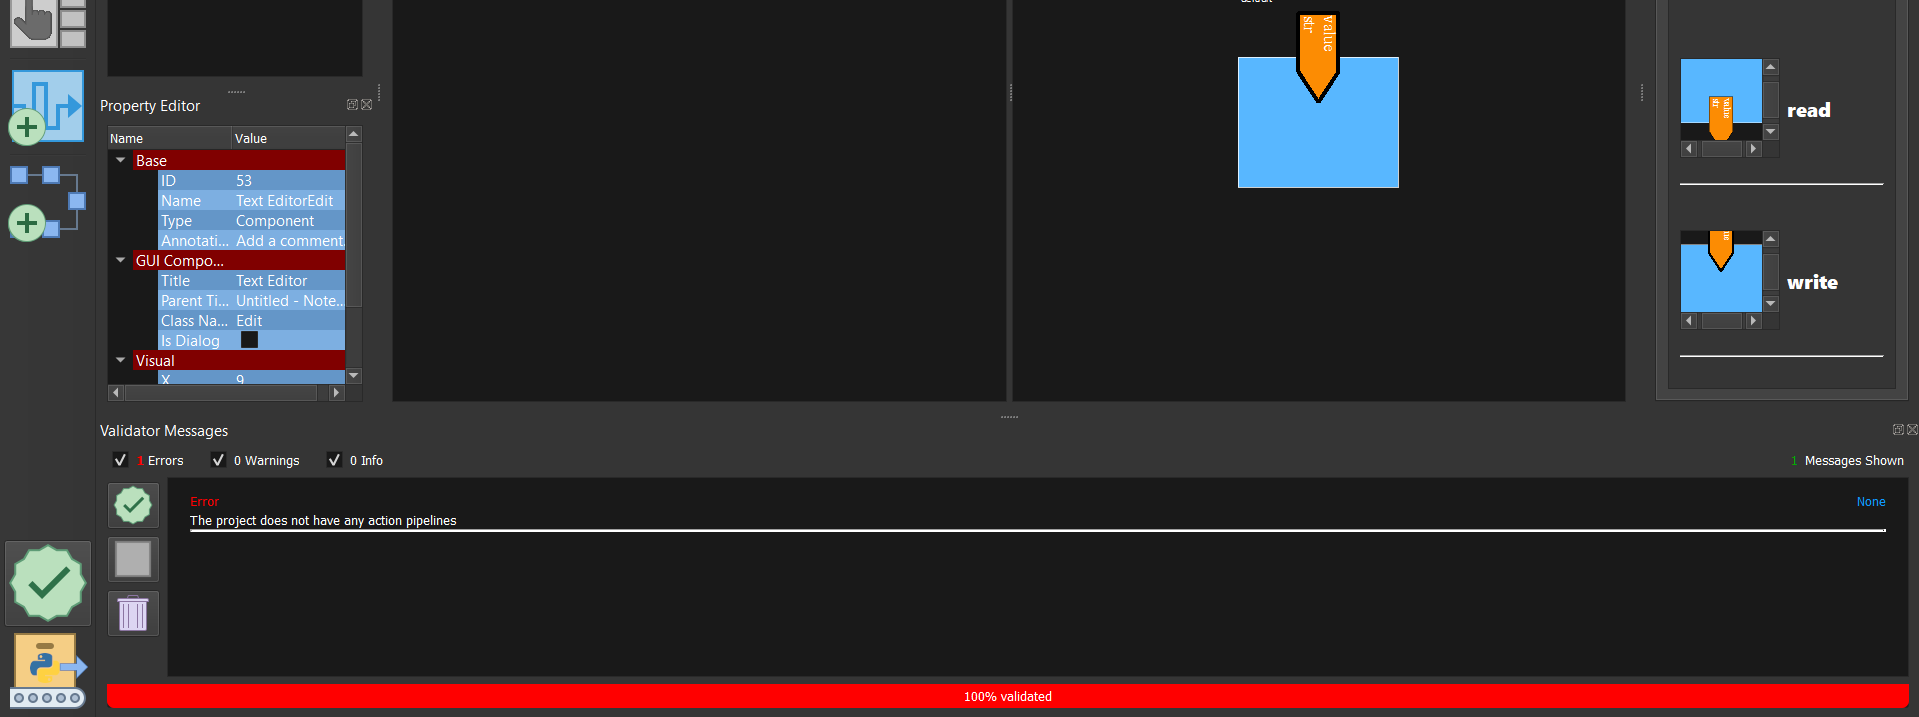 default
value
str
Property Editor
Name Value
Base
ID 53
Name Text EditorEdit
Type Component
Annotati... Add a comment.
GUI Compo...
Title Text Editor
Parent Ti... Untitled - Note...
Class Na... Edit
Is Dialog
Visual
X 9
value
str
read
write
Validator Messages
1 Errors 0 Warnings 0 Info
1 Messages Shown
Error None
The project does not have any action pipelines
100% validated